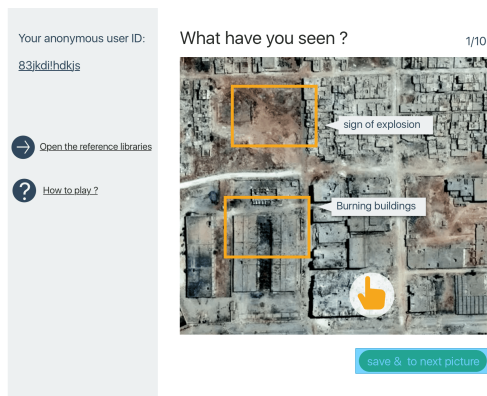 Your anonymous user ID:
83jkdi!hdkjs
Open the reference libraries
How to play ?
What have you seen ?
1/10
sign of explosion
Burning buildings
save &  to next picture